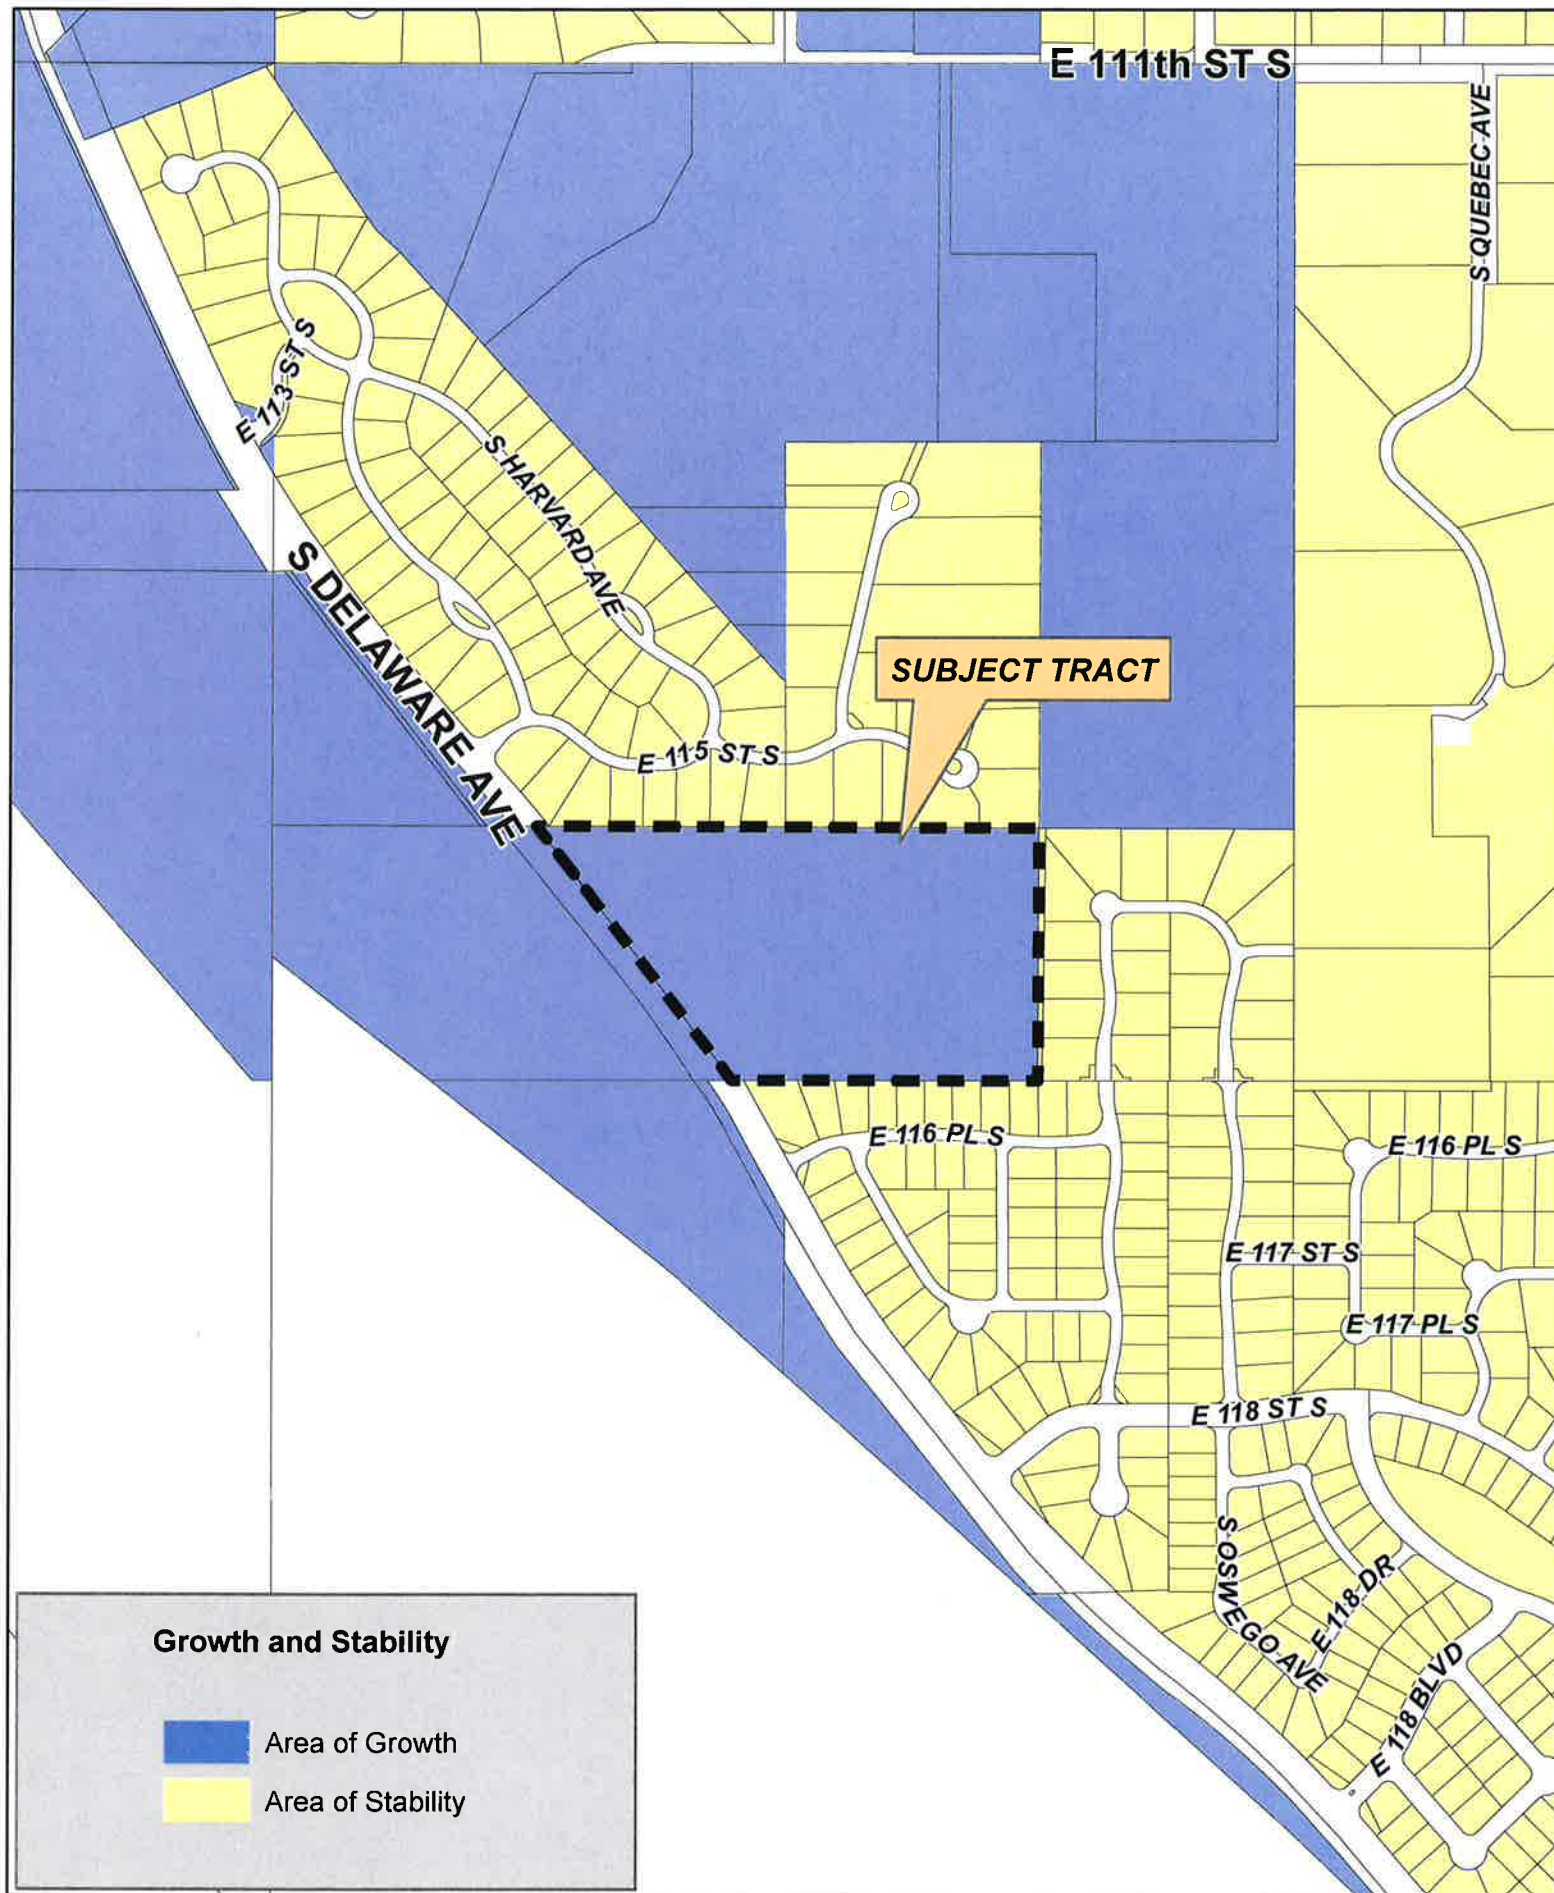 E 111th ST S
S QUEBEC AVE
E 113 ST S
S HARVARD AVE
S DELAWARE AVE
SUBJECT TRACT
E 115 ST S
E 116 PL S
E 116 PL S
E 117 ST S
E 117 PL S
E 118 ST S
S OSWEGO AVE
E 118 DR
E 118 BLVD
Growth and Stability
Area of Growth
Area of Stability